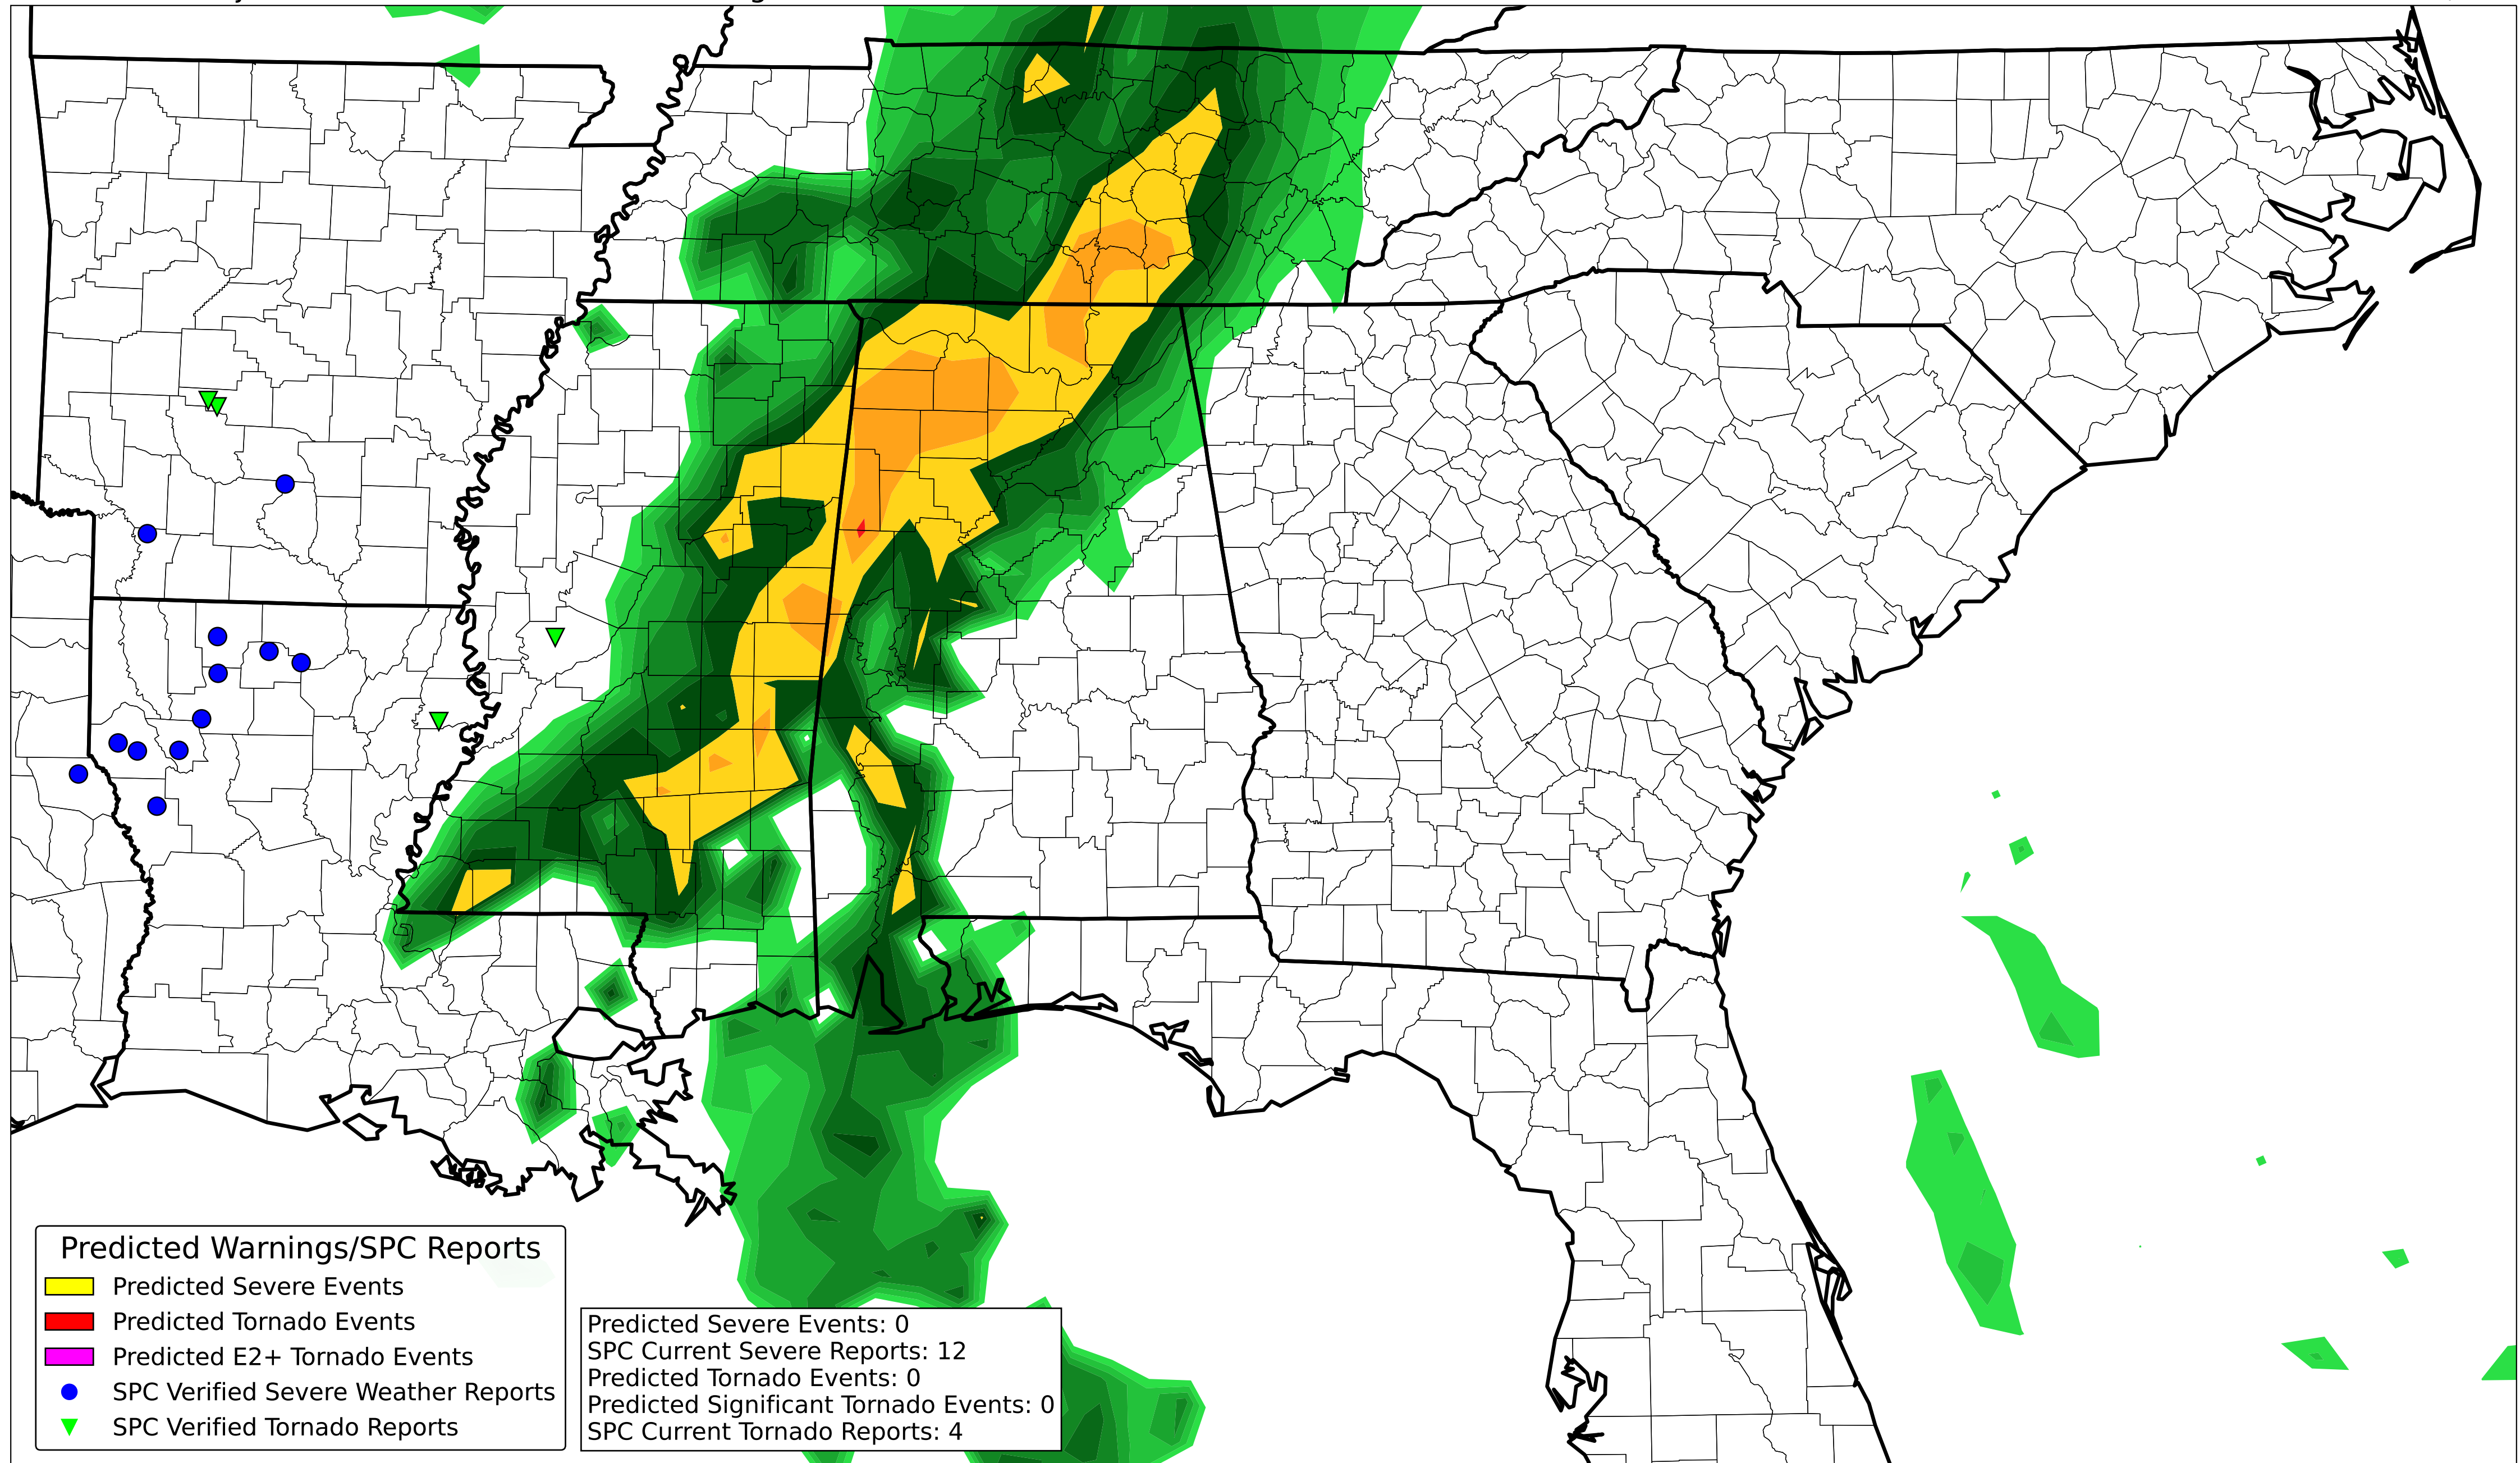 Predicted Warnings/SPC Reports
Predicted Severe Events
Predicted Tornado Events
Predicted E2+ Tornado Events
SPC Verified Severe Weather Reports
SPC Verified Tornado Reports
Predicted Severe Events: 0
SPC Current Severe Reports: 12
Predicted Tornado Events: 0
Predicted Significant Tornado Events: 0
SPC Current Tornado Reports: 4